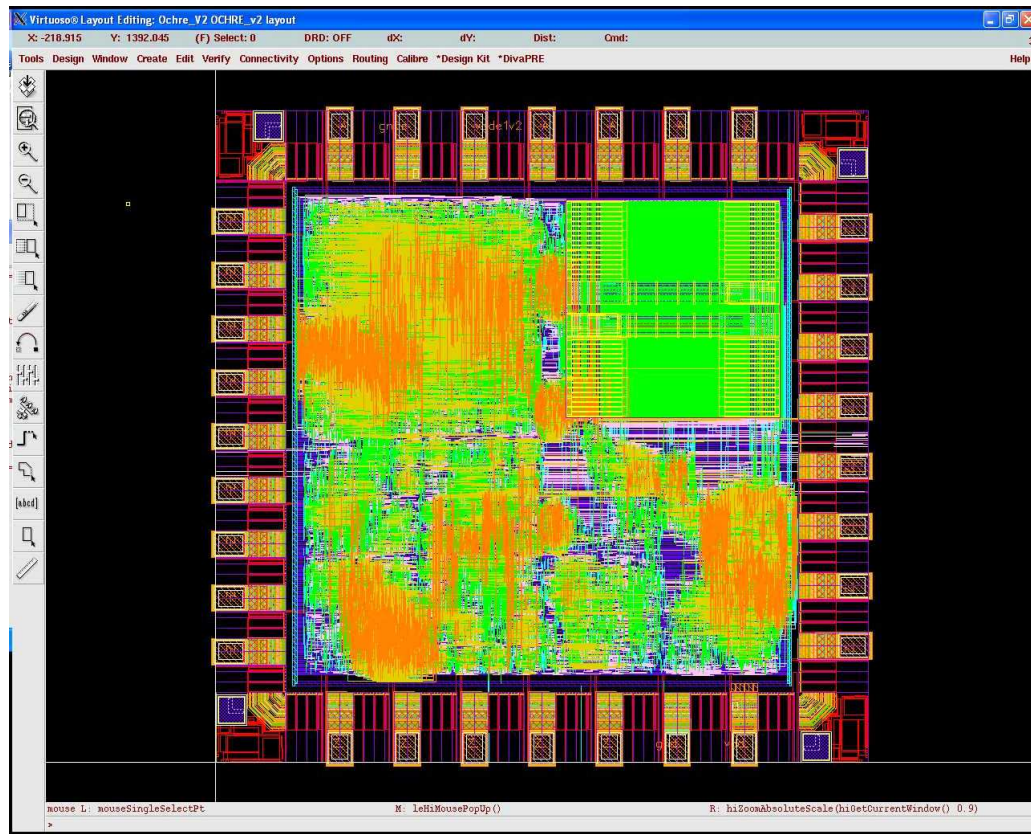 Virtuoso® Layout Editing: Ochre_V2 OCHRE_v2 layout
X: -218.915 Y: 1392.045 (F) Select: 0 DRD: OFF dX: dY: Dist: Cmd:
Tools Design Window Create Edit Verify Connectivity Options Routing Calibre *Design Kit *DivaPRE Help
[abcd]
mouse L: mouseSingleSelectPt M: leHiMousePopUp() R: hiZoomAbsoluteScale(hiGetCurrentWindow() 0.9)
>